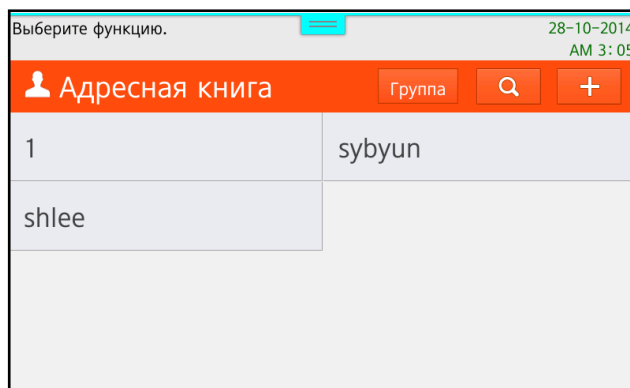 Выберите функцию.
28-10-2014
AM 3:05
Адресная книга
Группа
+
1
sybyun
shlee